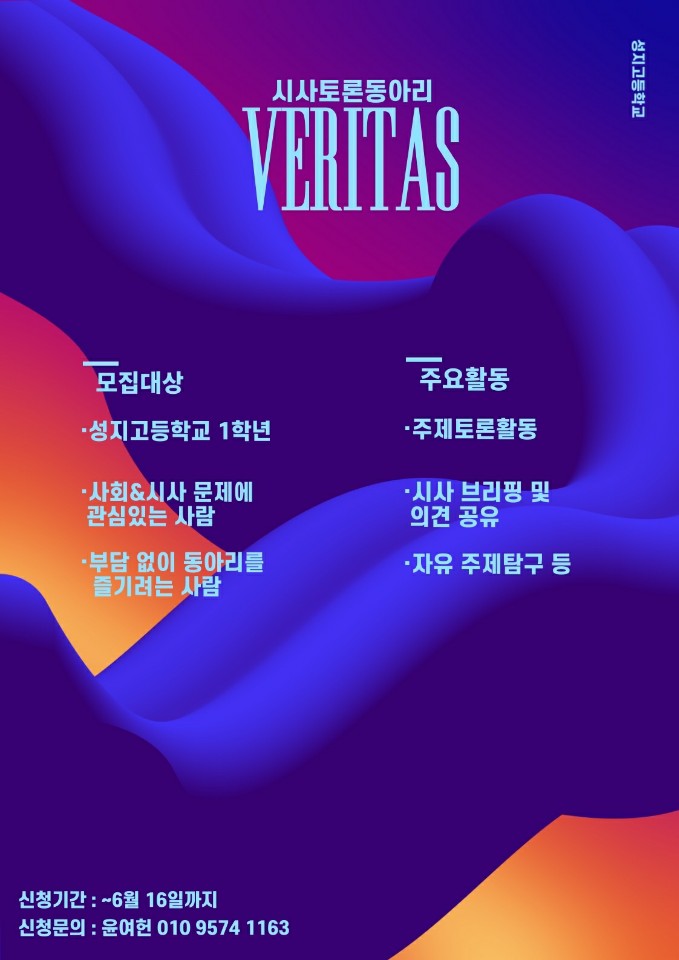 성지고등학교
시사토론동아리
VERITAS
모집대상
·성지고등학교 1학년
·사회&시사 문제에
관심있는 사람
·부담 없이 동아리를
즐기려는 사람
주요활동
·주제토론활동
·시사 브리핑 및
의견 공유
·자유 주제탐구 등
신청기간 : ~6월 16일까지
신청문의 : 윤여헌 010 9574 1163